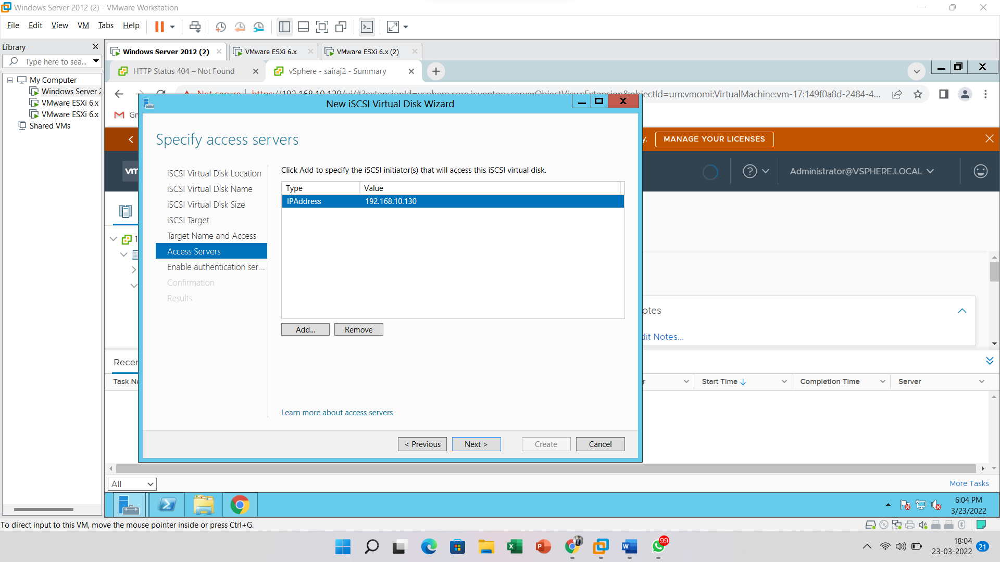 Windows Server 2012 (2) - VMware Workstation
File Edit View VM Tabs Help
Library
Type here to sea...
My Computer
Windows Server 2
VMware ESXi 6.x
VMware ESXi 6.x
Shared VMs
Windows Server 2012 (2)
VMware ESXi 6.x
VMware ESXi 6.x (2)
HTTP Status 404 – Not Found
vSphere - sairaj2 - Summary
objectId=urn:vmomi:VirtualMachine:vm-17:149f0a8d-2484-4...
New iSCSI Virtual Disk Wizard
MANAGE YOUR LICENSES
vm
Administrator@VSPHERE.LOCAL
Specify access servers
iSCSI Virtual Disk Location
iSCSI Virtual Disk Name
iSCSI Virtual Disk Size
iSCSI Target
Target Name and Access
Access Servers
Enable authentication ser...
Confirmation
Results
Click Add to specify the iSCSI initiator(s) that will access this iSCSI virtual disk.
Type Value
IPAddress 192.168.10.130
Add... Remove
Learn more about access servers
< Previous Next > Create Cancel
1
otes
dit Notes...
Recer
Task Na
r Start Time Completion Time Server
All
More Tasks
6:04 PM
3/23/2022
To direct input to this VM, move the mouse pointer inside or press Ctrl+G.
99
18:04
23-03-2022
21